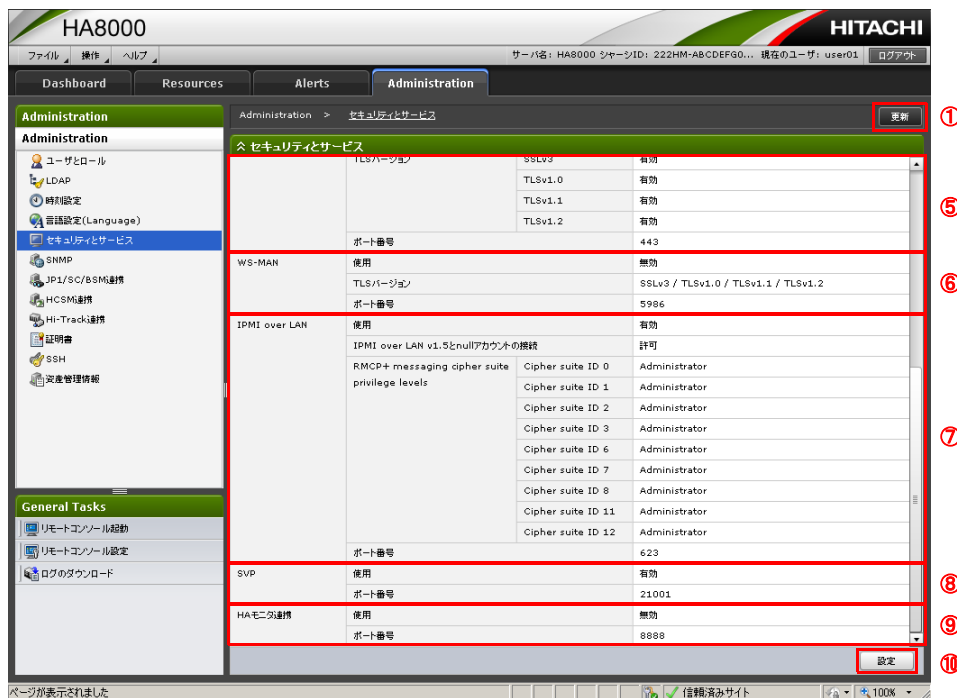 HA8000
HITACHI
ファイル 操作 ヘルプ サーバ名: HA8000 シャーシID: 222HM-ABCDEFG0... 現在のユーザ: user01 ログアウト
Dashboard Resources Alerts Administration
Administration
Administration
ユーザとロール
LDAP
時刻設定
言語設定(Language)
セキュリティとサービス
SNMP
JP1/SC/BSM連携
HCSM連携
Hi-Track連携
証明書
SSH
資産管理情報
General Tasks
リモートコンソール起動
リモートコンソール設定
ログのダウンロード
Administration > セキュリティとサービス 更新 ①
セキュリティとサービス
TLSバージョン SSLv3 有効
TLSv1.0 有効
TLSv1.1 有効 ⑤
TLSv1.2 有効
ポート番号 443
WS-MAN 使用 無効
TLSバージョン SSLv3 / TLSv1.0 / TLSv1.1 / TLSv1.2 ⑥
ポート番号 5986
IPMI over LAN 使用 有効
IPMI over LAN v1.5とnullアカウントの接続 許可
RMCP+ messaging cipher suite privilege levels Cipher suite ID 0 Administrator
Cipher suite ID 1 Administrator
Cipher suite ID 2 Administrator
Cipher suite ID 3 Administrator
Cipher suite ID 6 Administrator ⑦
Cipher suite ID 7 Administrator
Cipher suite ID 8 Administrator
Cipher suite ID 11 Administrator
Cipher suite ID 12 Administrator
ポート番号 623
SVP 使用 有効 ⑧
ポート番号 21001
HAモニタ連携 使用 無効 ⑨
ポート番号 8888
設定 ⑩
ページが表示されました 信頼済みサイト 100%